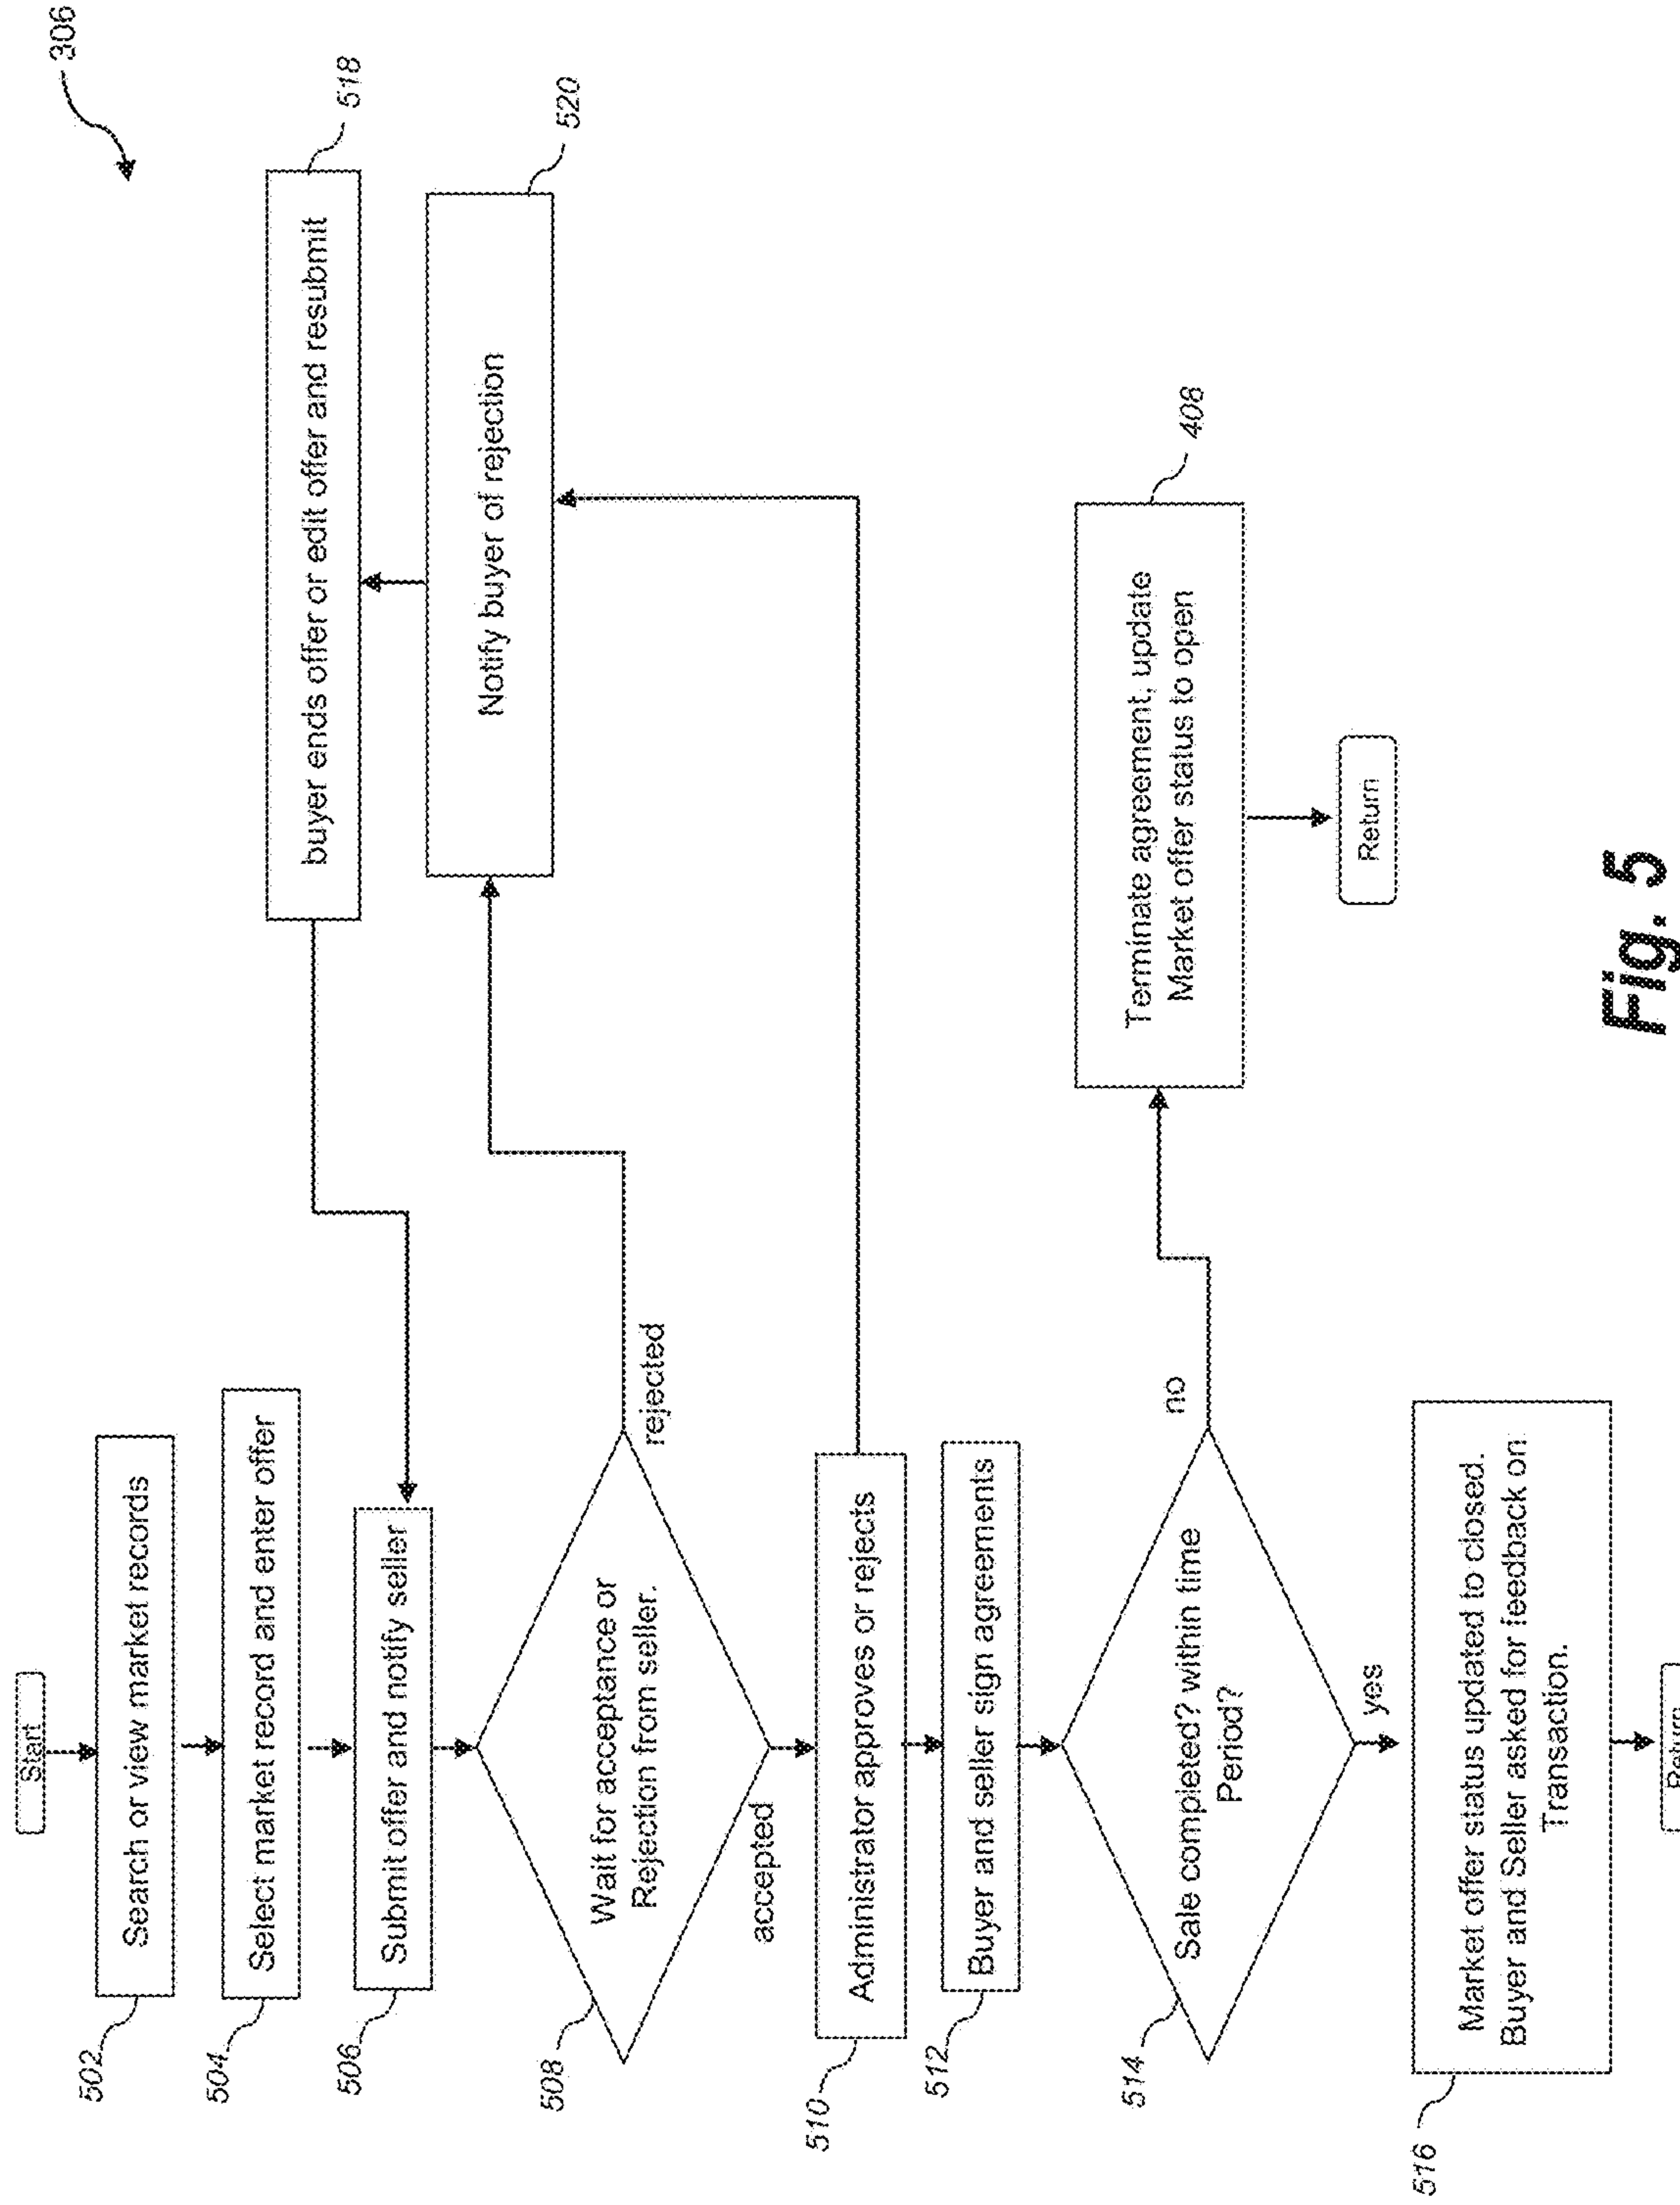 306
Start
502
Search or view market records
504
Select market record and enter offer
506
Submit offer and notify seller
508
Wait for acceptance or
Rejection from seller.
rejected
accepted
518
buyer ends offer or edit offer and resubmit
520
Notify buyer of rejection
510
Administrator approves or rejects
512
Buyer and seller sign agreements
514
Sale completed? within time
Period?
no
yes
408
Terminate agreement, update
Market offer status to open
Return
516
Market offer status updated to closed.
Buyer and Seller asked for feedback on
Transaction.
Return
Fig. 5